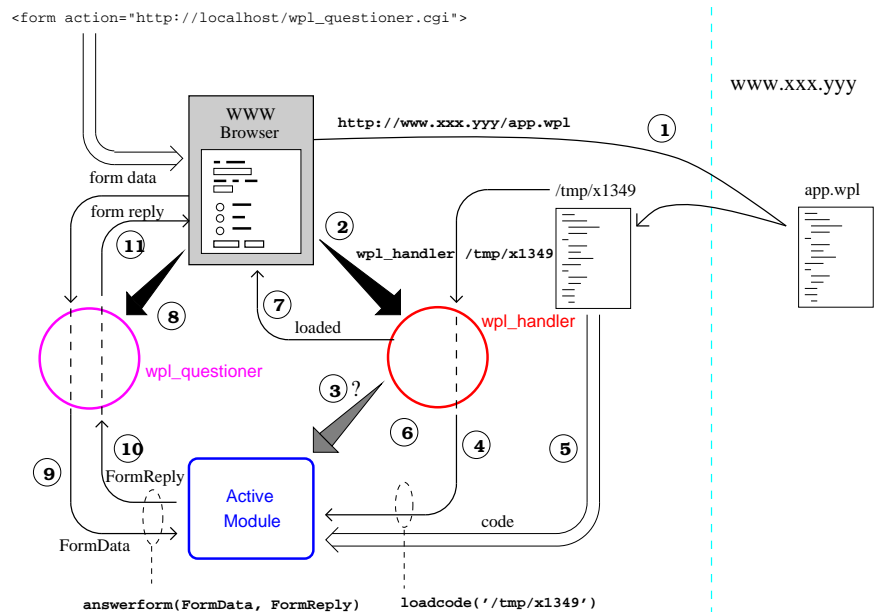 <form action="http://localhost/wpl_questioner.cgi">
www.xxx.yyy
WWW
Browser
http://www.xxx.yyy/app.wpl
1
form data
/tmp/x1349
app.wpl
form reply
11
2
wpl_handler /tmp/x1349
8
7
loaded
wpl_handler
wpl_questioner
3 ?
6
4
5
10
9
FormReply
Active
Module
code
FormData
answerform(FormData, FormReply)
loadcode('/tmp/x1349')